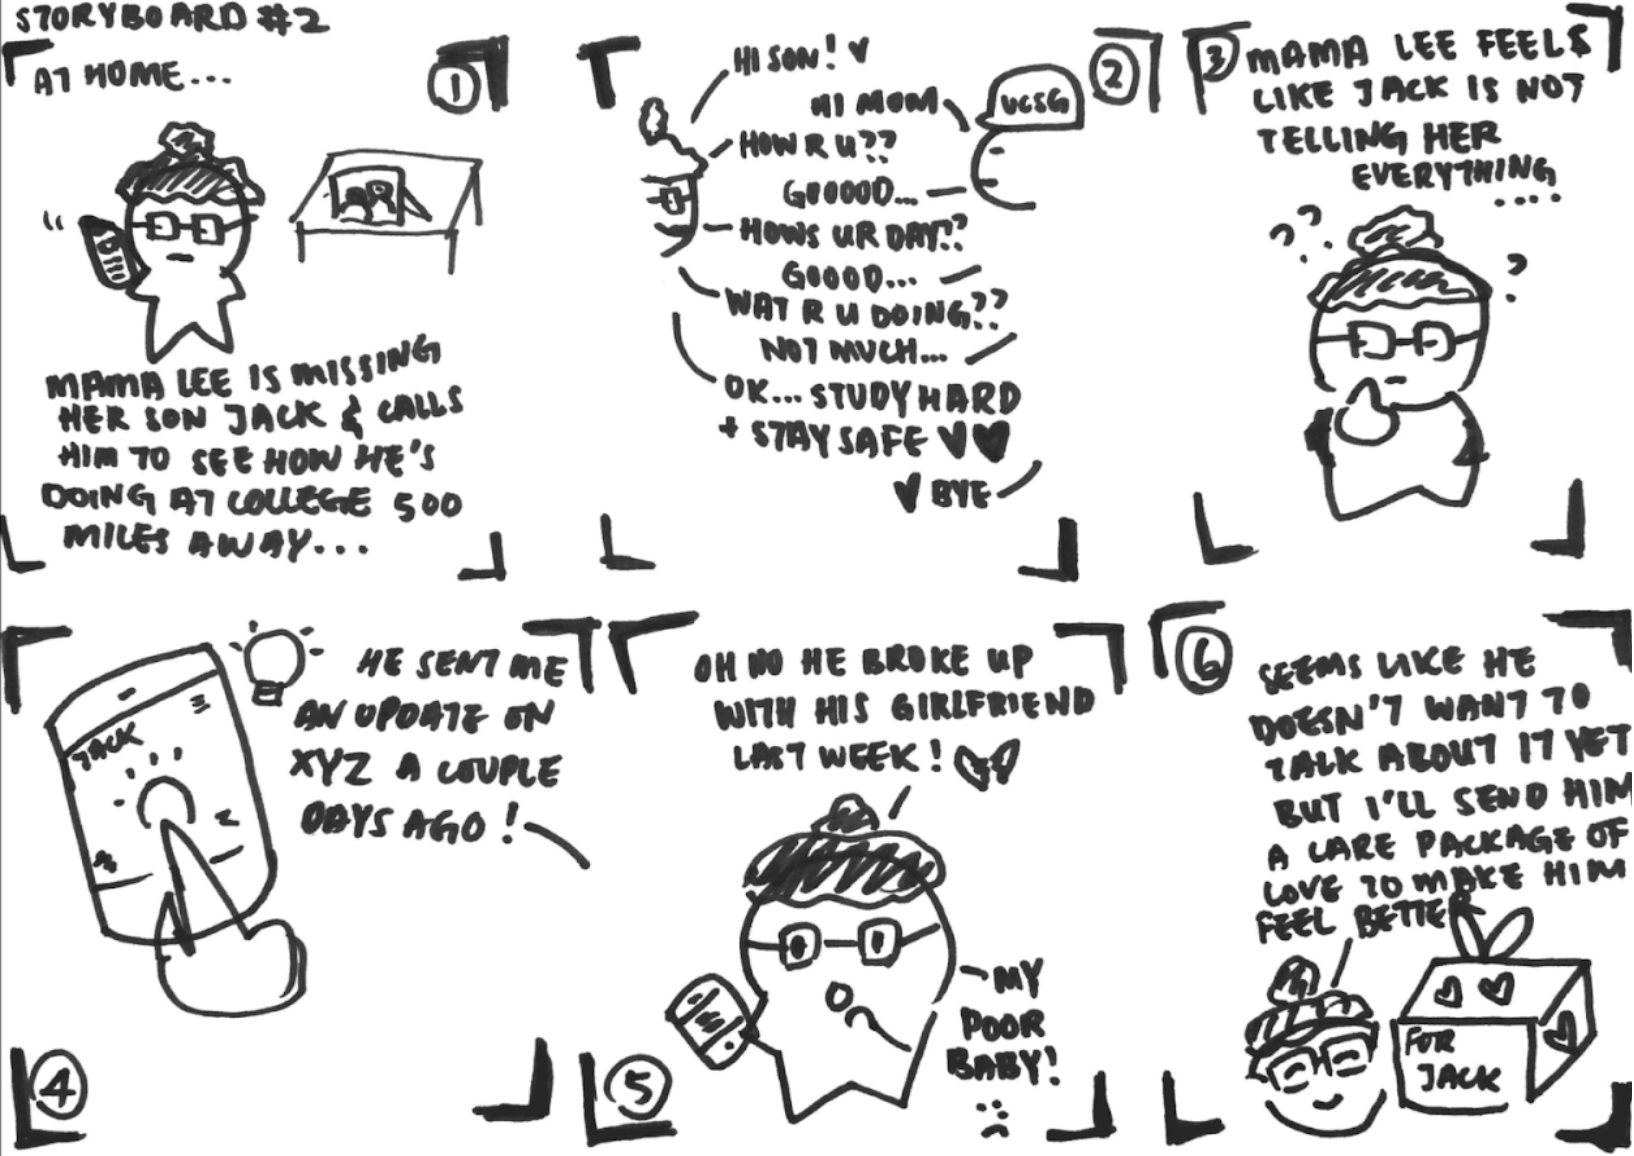 STORYBOARD #2
AT HOME...
1
MAMA LEE IS MISSING
HER SON JACK & CALLS
HIM TO SEE HOW HE'S
DOING AT COLLEGE 500
MILES AWAY...
2
HI SON! ♥
HI MOM
UCSG
HOW R U??
GOOOOD...
HOWS UR DAY??
GOOOD...
WAT R U DOING??
NOT MUCH...
OK... STUDY HARD
+ STAY SAFE ♥♥
♥ BYE
3
MAMA LEE FEELS
LIKE JACK IS NOT
TELLING HER
EVERYTHING
....
??
?
4
JACK
HE SENT ME
AN UPDATE ON
XYZ A COUPLE
DAYS AGO!
5
OH NO HE BROKE UP
WITH HIS GIRLFRIEND
LAST WEEK!
MY
POOR
BABY!
6
SEEMS LIKE HE
DOESN'T WANT TO
TALK ABOUT IT YET
BUT I'LL SEND HIM
A CARE PACKAGE OF
LOVE TO MAKE HIM
FEEL BETTER
FOR
JACK